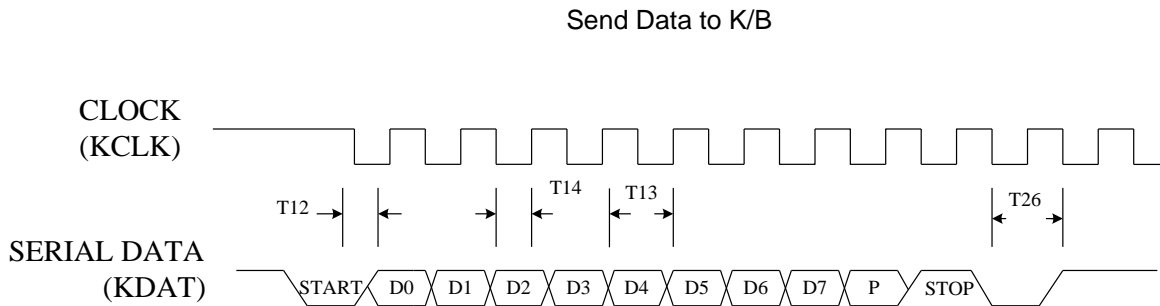 Send Data to K/B
CLOCK
(KCLK)
T12
T14
T13
T26
SERIAL DATA
(KDAT)
START
D0
D1
D2
D3
D4
D5
D6
D7
P
STOP